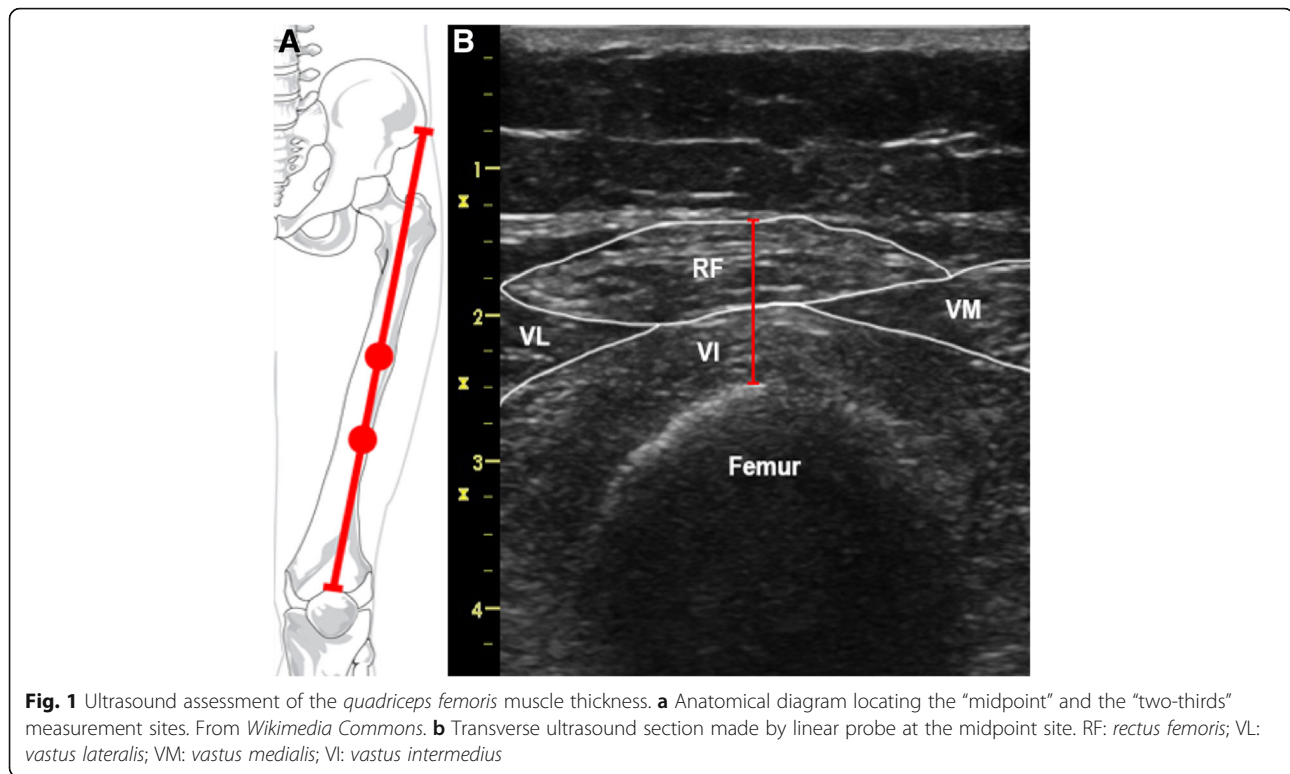 A
B
1
RF
2
VL
VI
VM
3
Femur
4
Fig. 1 Ultrasound assessment of the quadriceps femoris muscle thickness. a Anatomical diagram locating the “midpoint” and the “two-thirds”
measurement sites. From Wikimedia Commons. b Transverse ultrasound section made by linear probe at the midpoint site. RF: rectus femoris; VL:
vastus lateralis; VM: vastus medialis; VI: vastus intermedius